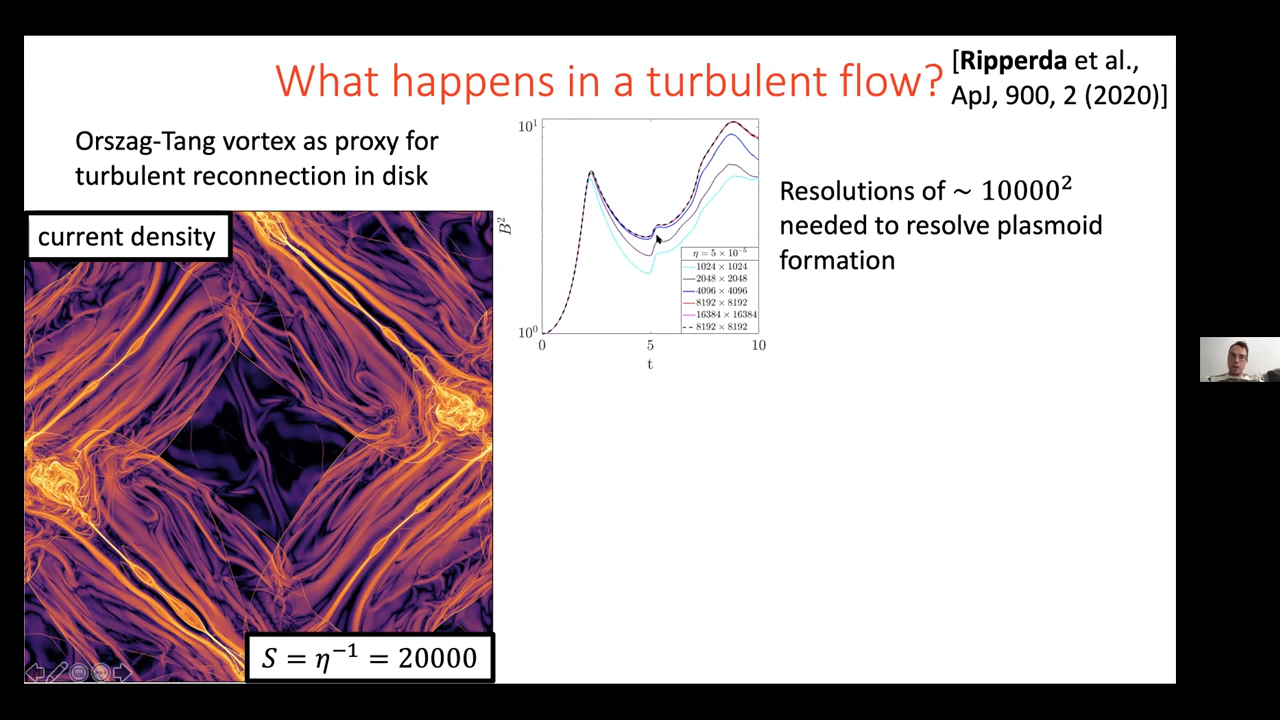 What happens in a turbulent flow?
[Ripperda et al.,
ApJ, 900, 2 (2020)]
Orszag-Tang vortex as proxy for
turbulent reconnection in disk
current density
S = η⁻¹ = 20000
10¹
B²
10⁰
0 5 10
t
η = 5 × 10⁻⁵
1024 × 1024
2048 × 2048
4096 × 4096
8192 × 8192
16384 × 16384
8192 × 8192
Resolutions of ~ 10000²
needed to resolve plasmoid
formation